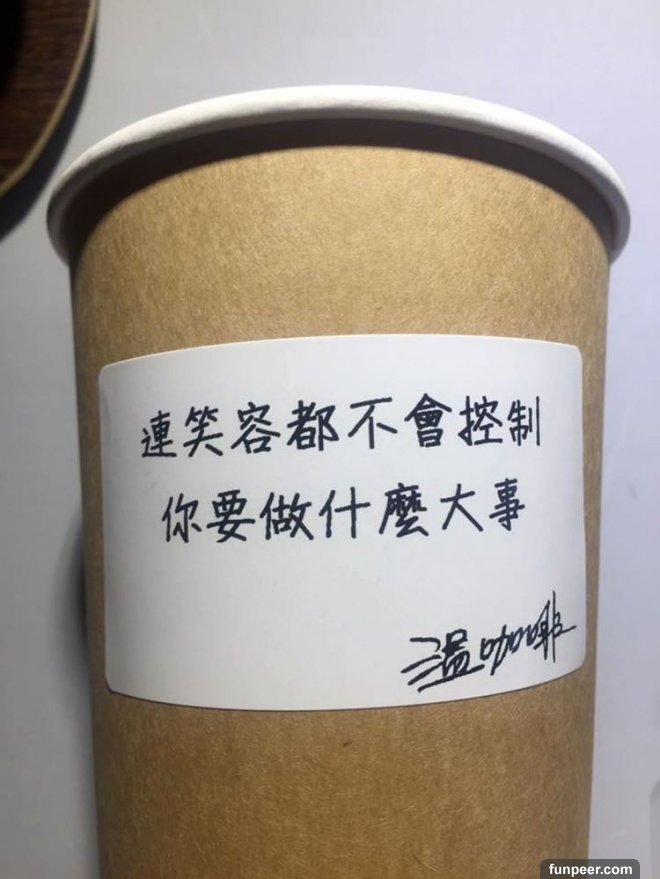 連笑容都不會控制
你要做什麼大事
溫咖啡
funpeer.com